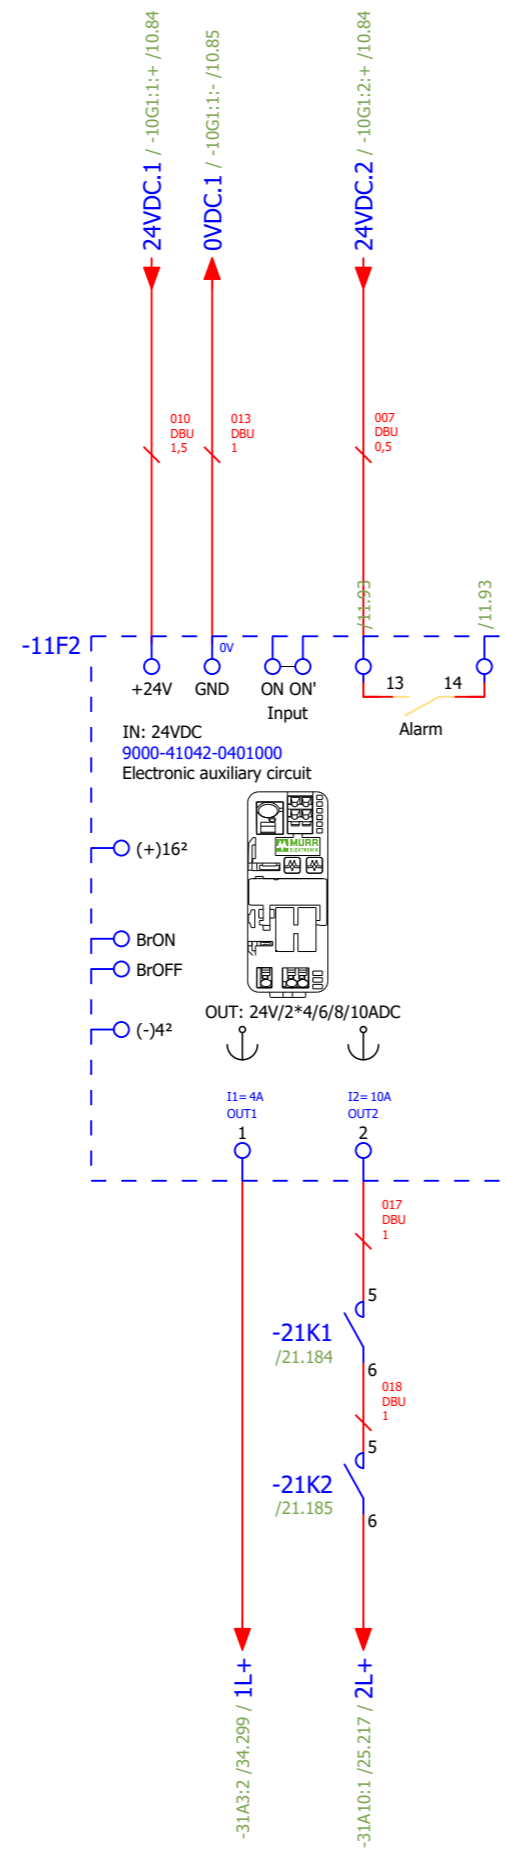 24VDC.1 / -10G1:1:+ /10.84
0VDC.1 / -10G1:1:- /10.85
24VDC.2 / -10G1:2:+ /10.84
010
DBU
1,5
013
DBU
1
007
DBU
0,5
/11.93
/11.93
-11F2
0V
+24V
GND
ON ON'
Input
13
14
Alarm
IN: 24VDC
9000-41042-0401000
Electronic auxiliary circuit
(+)16²
MURR
ELEKTRONIK
BrON
BrOFF
(-)4²
OUT: 24V/2*4/6/8/10ADC
I1=4A
OUT1
1
I2=10A
OUT2
2
017
DBU
1
5
-21K1
/21.184
6
018
DBU
1
5
-21K2
/21.185
6
-31A3:2 /34.299 / 1L+
-31A10:1 /25.217 / 2L+